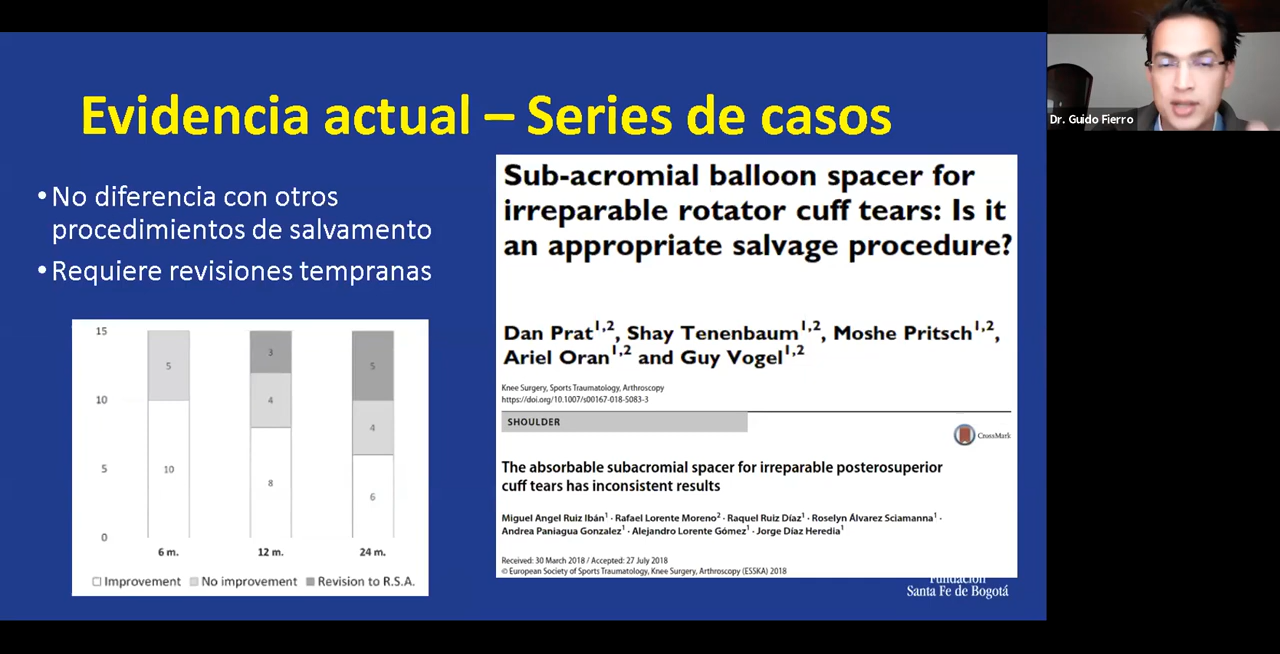 Evidencia actual – Series de casos
•No diferencia con otros
procedimientos de salvamento
•Requiere revisiones tempranas
15
10
5
0
5
10
3
4
8
5
4
6
6 m.
12 m.
24 m.
Improvement
No improvement
Revision to R.S.A.
Sub-acromial balloon spacer for
irreparable rotator cuff tears: Is it
an appropriate salvage procedure?
Dan Prat1,2, Shay Tenenbaum1,2, Moshe Pritsch1,2,
Ariel Oran1,2 and Guy Vogel1,2
Knee Surgery, Sports Traumatology, Arthroscopy
https://doi.org/10.1007/s00167-018-5083-3
SHOULDER
CrossMark
The absorbable subacromial spacer for irreparable posterosuperior
cuff tears has inconsistent results
Miguel Angel Ruiz Ibán1 · Rafael Lorente Moreno2 · Raquel Ruiz Díaz1 · Roselyn Álvarez Sciamanna1 ·
Andrea Paniagua Gonzalez1 · Alejandro Lorente Gómez1 · Jorge Díaz Heredia1
Received: 30 March 2018 / Accepted: 27 July 2018
© European Society of Sports Traumatology, Knee Surgery, Arthroscopy (ESSKA) 2018
Fundación
Santa Fe de Bogotá
Dr. Guido Fierro